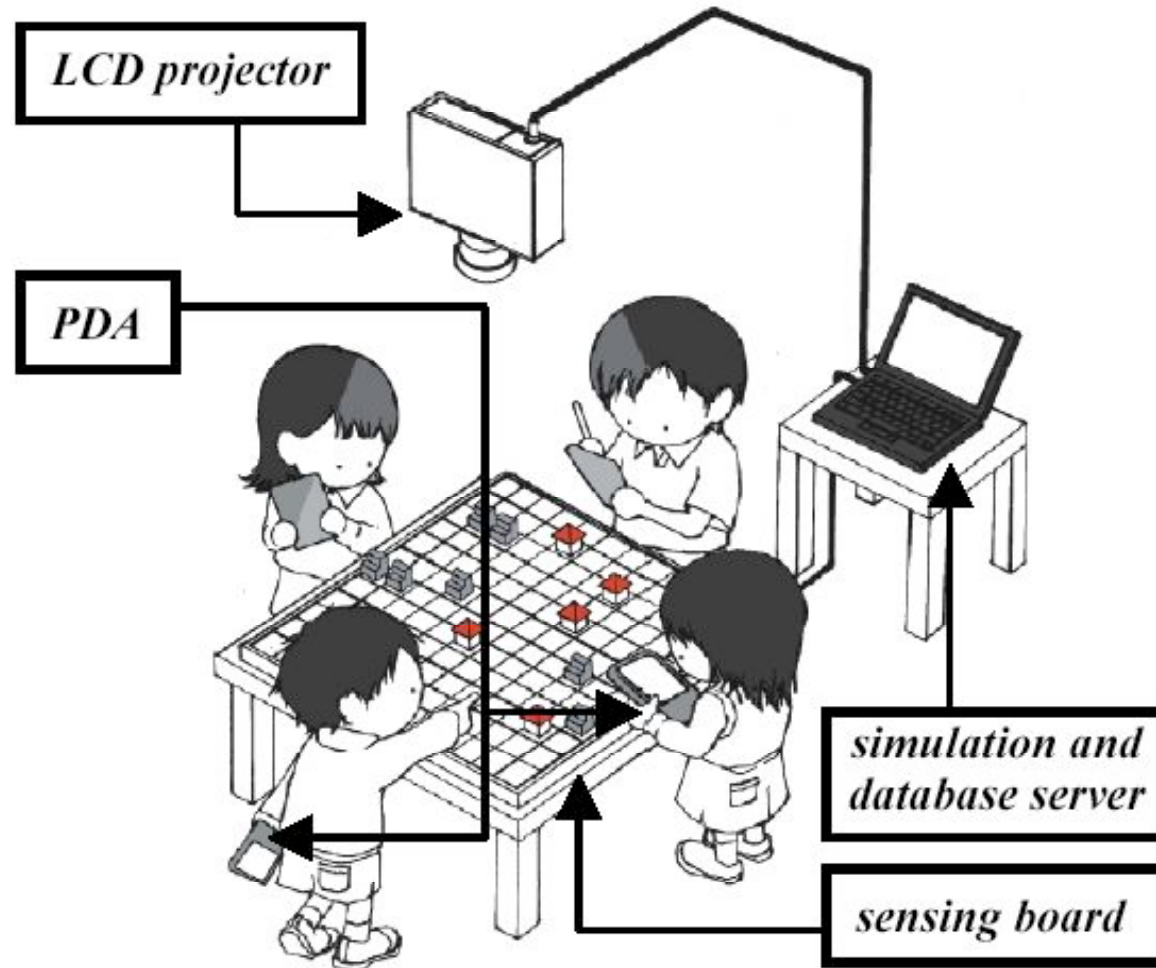 LCD projector
PDA
simulation and
database server
sensing board